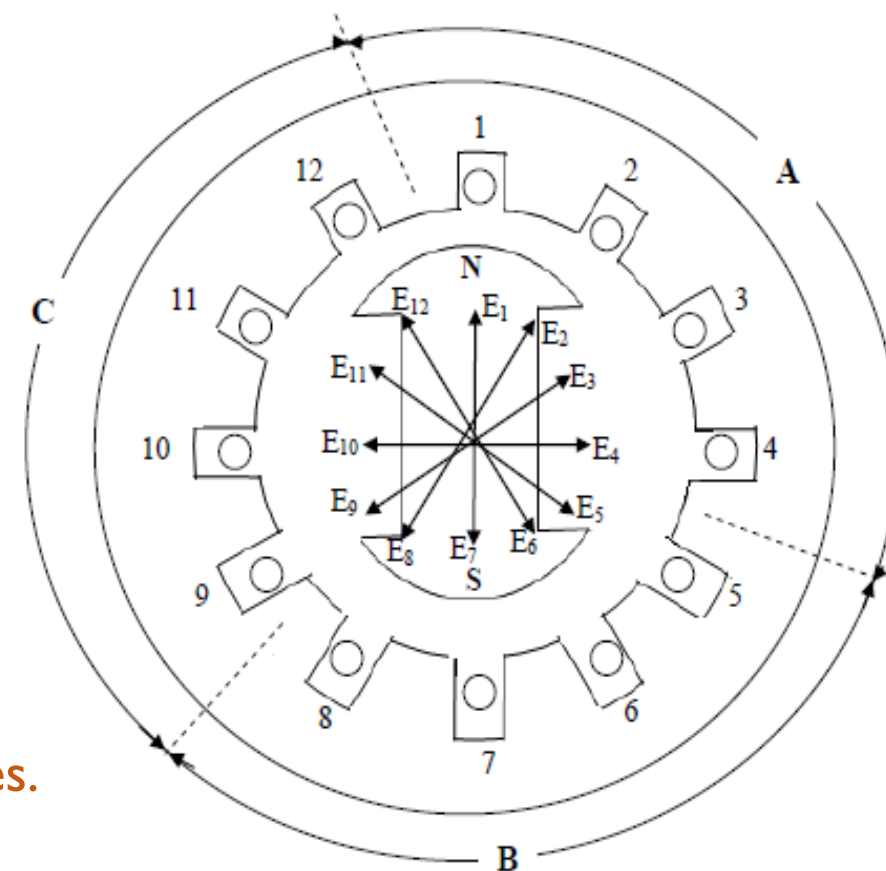 1
12 2
A
11 N 3
C
E₁₂ E₁
E₂
E₁₁ E₃
10 E₁₀ E₄ 4
E₉ E₅
E₈ E₇ E₆
S
9 5
8 6
7
es.
B